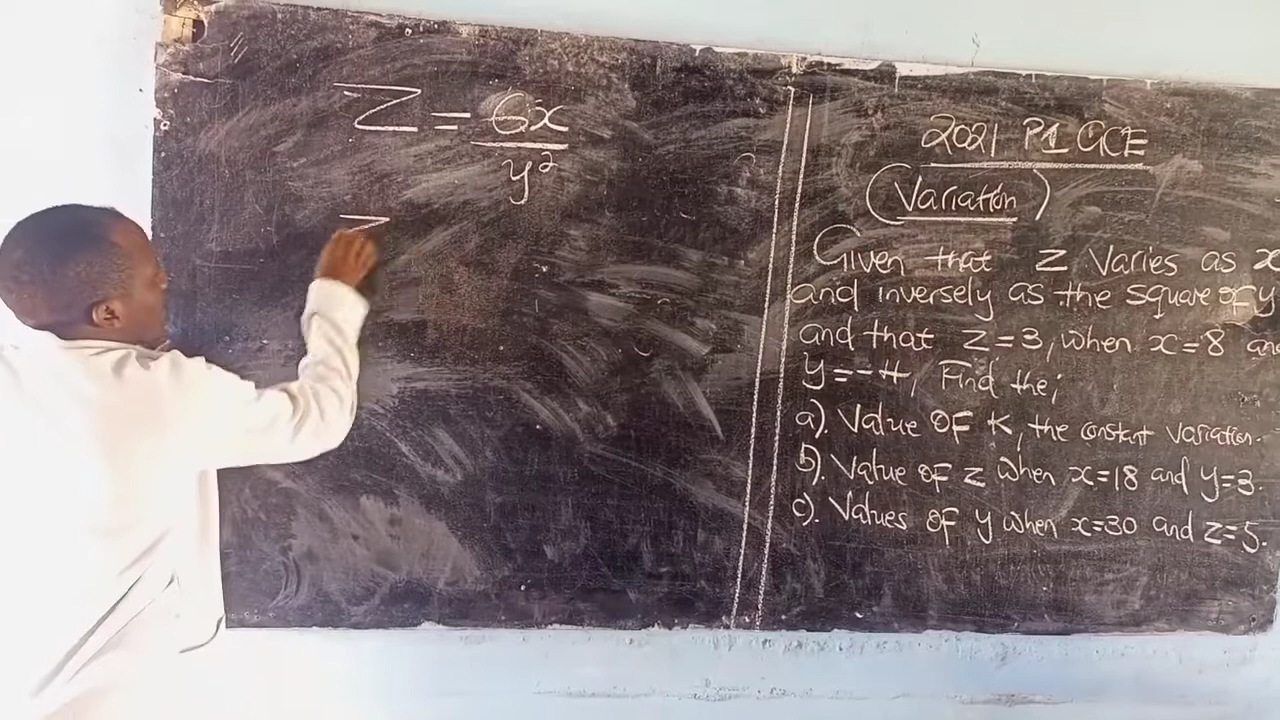 Z = 6x
y²
2021 P1 GCE
(Variation)
Given that Z Varies as x
and inversely as the square of y
and that Z=3, when x=8 and
y=-4, Find the;
a). Value of K, the constant variation.
b). Value of Z when x=18 and y=3.
c). Values of y when x=30 and z=5.